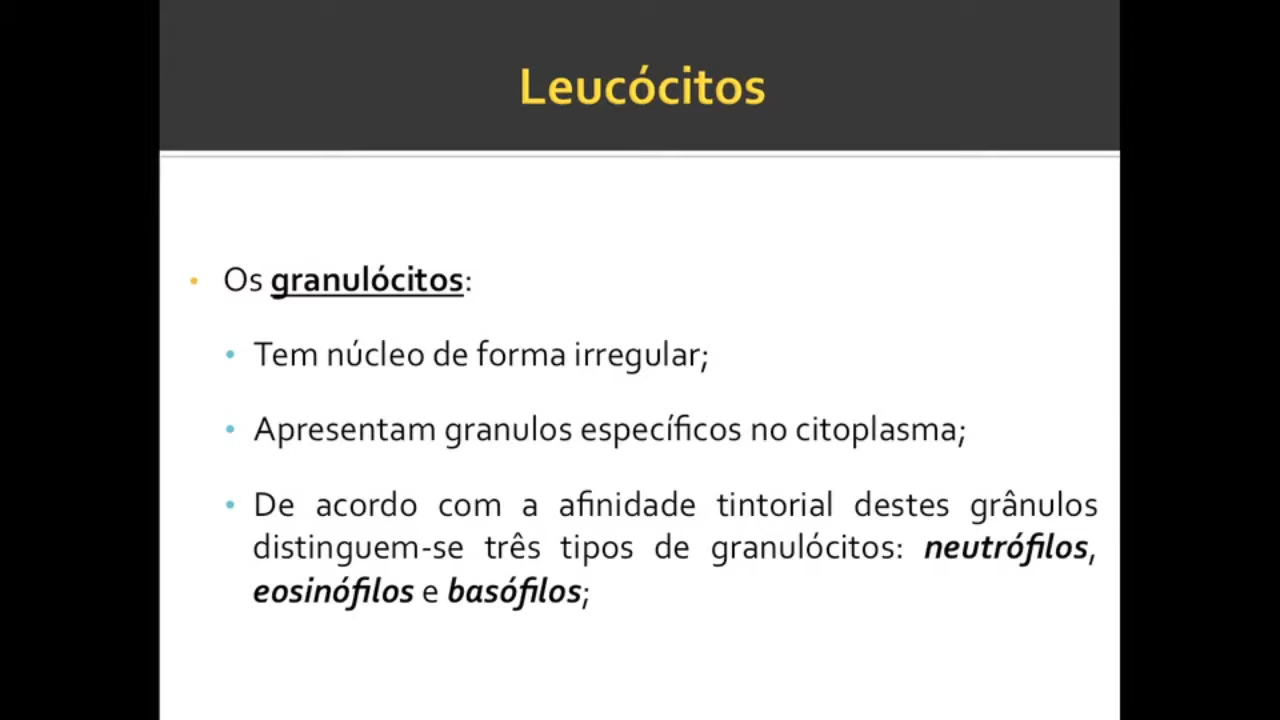 Leucócitos
• Os granulócitos:
• Tem núcleo de forma irregular;
• Apresentam granulos específicos no citoplasma;
• De acordo com a afinidade tintorial destes grânulos
distinguem-se três tipos de granulócitos: neutrófilos,
eosinófilos e basófilos;